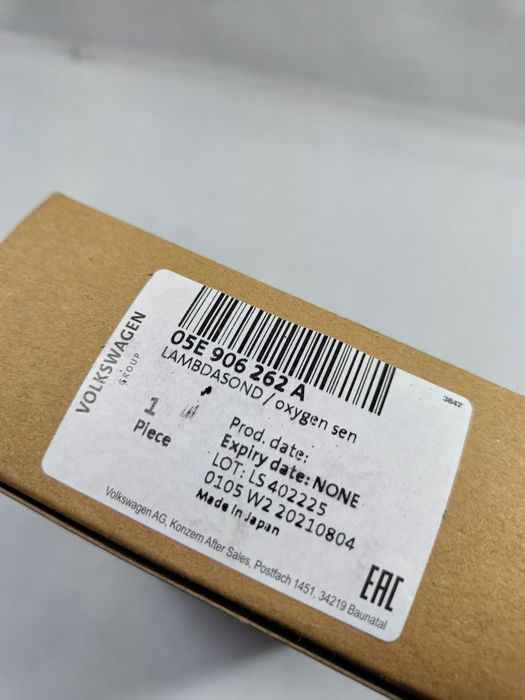 VOLKSWAGEN
GROUP
05E 906 262 A
LAMBDASOND / oxygen sen
3847
1
Piece
Prod. date:
Expiry date: NONE
LOT: LS 402225
0105 W2 20210804
Made in Japan
Volkswagen AG, Konzern After Sales, Postfach 1451, 34219 Baunatal
EAC